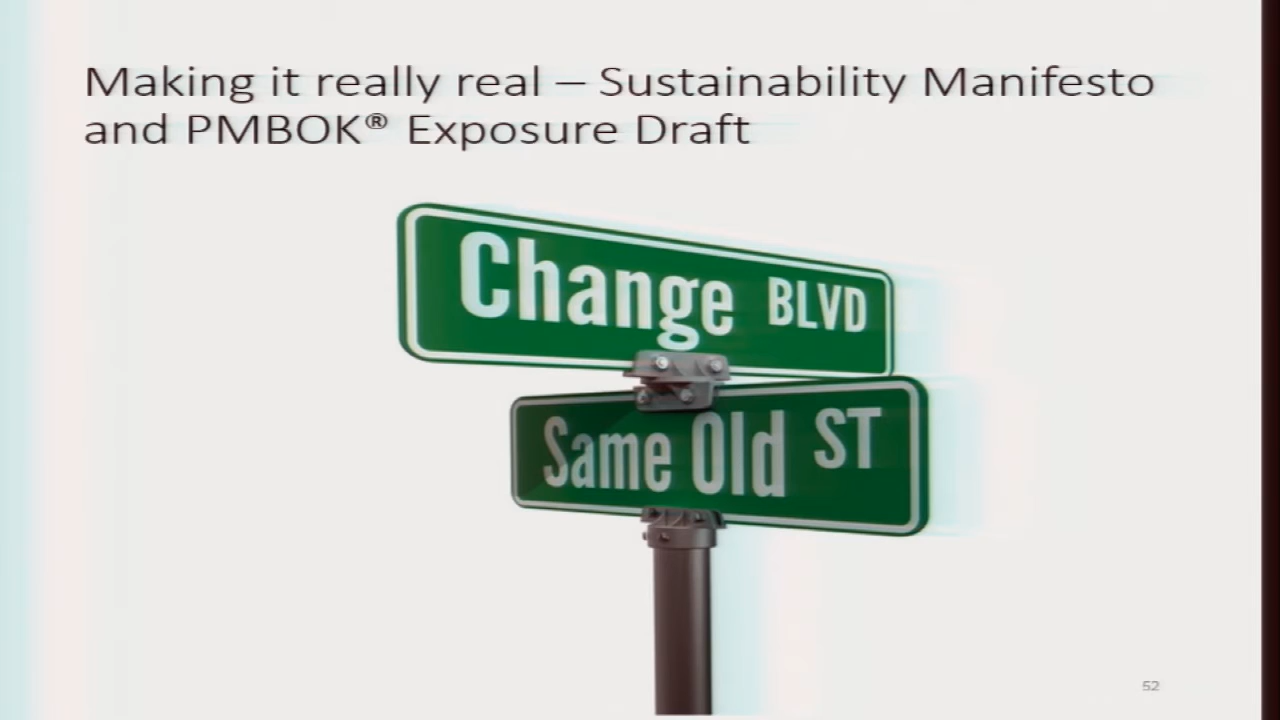 Making it really real – Sustainability Manifesto
and PMBOK® Exposure Draft
Change BLVD
Same Old ST
52